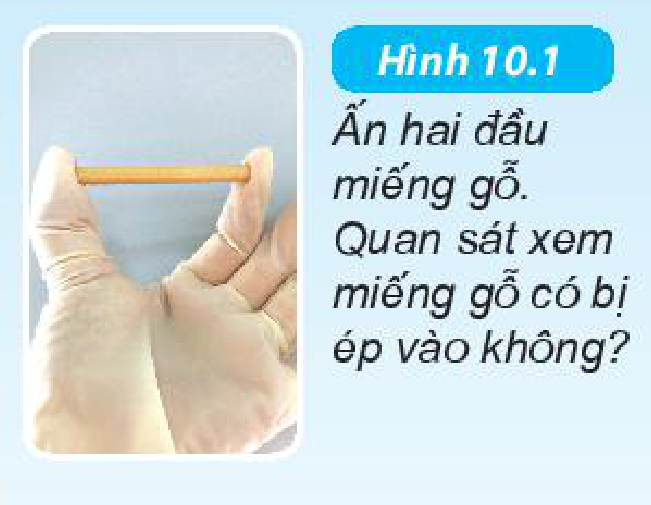 Hình 10.1
Ấn hai đầu
miếng gỗ.
Quan sát xem
miếng gỗ có bị
ép vào không?